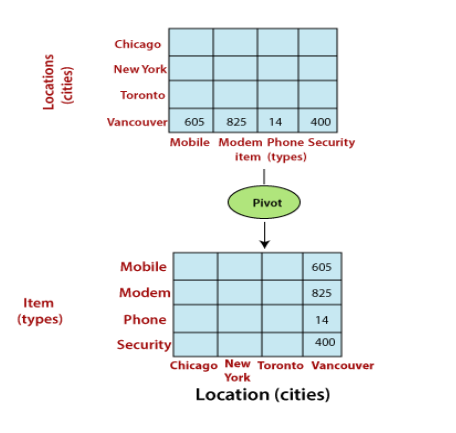 Locations
(cities)
Chicago
New York
Toronto
Vancouver 605 825 14 400
Mobile Modem Phone Security
item (types)
Pivot
Item
(types)
Mobile 605
Modem 825
Phone 14
Security 400
Chicago New York Toronto Vancouver
Location (cities)